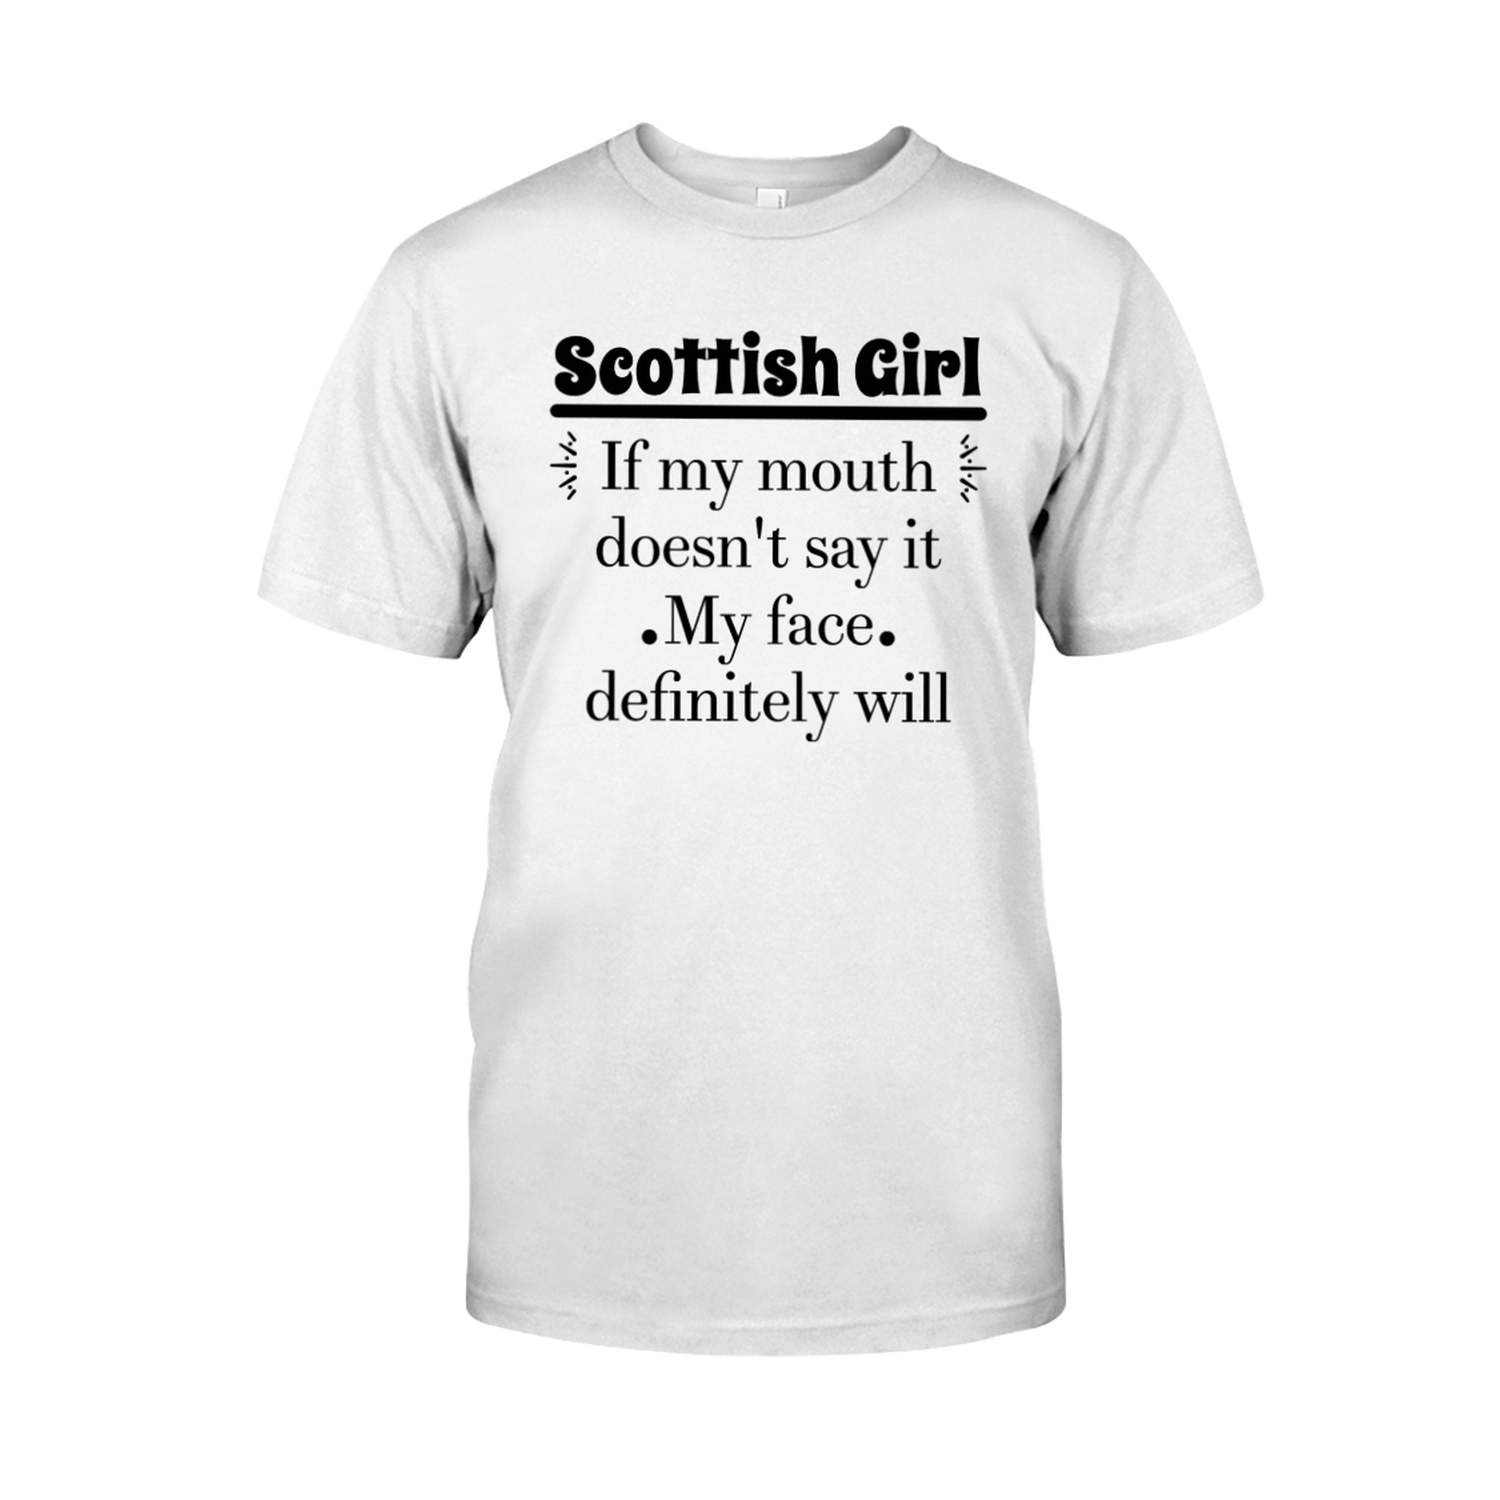 Scottish Girl
If my mouth
doesn't say it
.My face.
definitely will